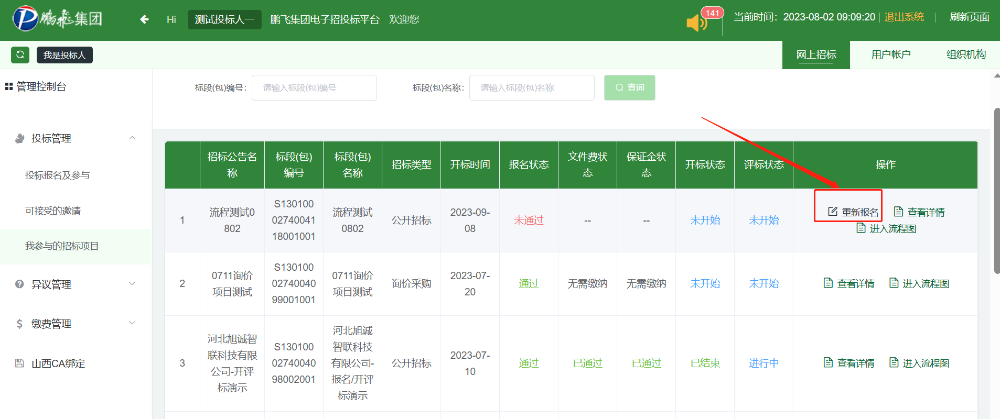 鹏飞集团
Hi 测试投标人一 鹏飞集团电子招投标平台 欢迎您
141
当前时间：2023-08-02 09:09:20 退出系统 刷新页面
我是投标人
网上招标 用户帐户 组织机构
管理控制台
投标管理
投标报名及参与
可接受的邀请
我参与的招标项目
异议管理
缴费管理
山西CA绑定
标段(包)编号： 请输入标段(包)编号 标段(包)名称： 请输入标段(包)名称 查询
招标公告名
称
标段(包)
编号
标段(包)
名称
招标类型
开标时间
报名状态
文件费状
态
保证金状
态
开标状态
评标状态
操作
1
流程测试0
802
S130100
02740041
18001001
流程测试
0802
公开招标
2023-09-
08
未通过
--
--
未开始
未开始
重新报名 查看详情
进入流程图
2
0711询价
项目测试
S130100
02740040
99001001
0711询价
项目测试
询价采购
2023-07-
20
通过
无需缴纳
无需缴纳
未开始
未开始
查看详情 进入流程图
3
河北旭诚智
联科技有限
公司-开评
标演示
S130100
02740040
98002001
河北旭诚
智联科技
有限公司-
报名/开评
标演示
公开招标
2023-07-
10
通过
已通过
已通过
已结束
进行中
查看详情 进入流程图